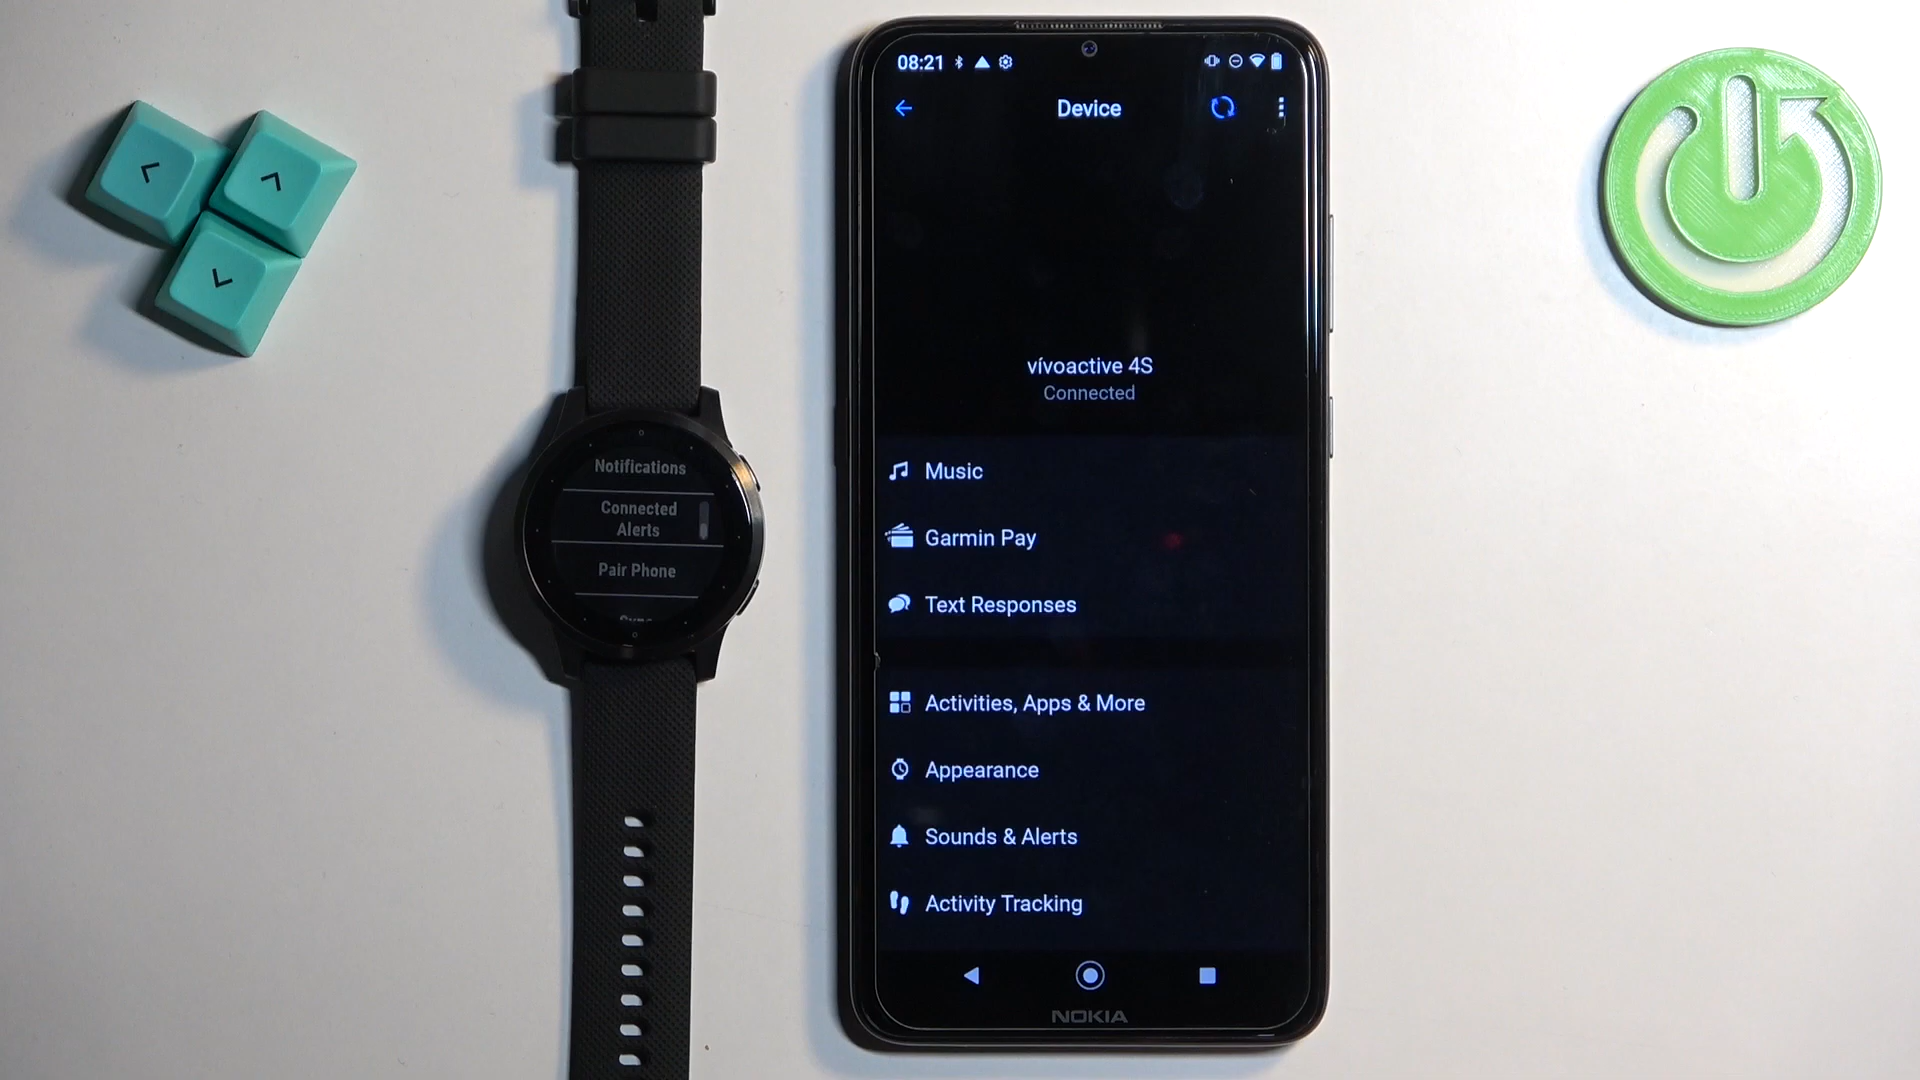 08:21
Device
vívoactive 4S
Connected
Music
Garmin Pay
Text Responses
Activities, Apps & More
Appearance
Sounds & Alerts
Activity Tracking
NOKIA
Notifications
Connected
Alerts
Pair Phone